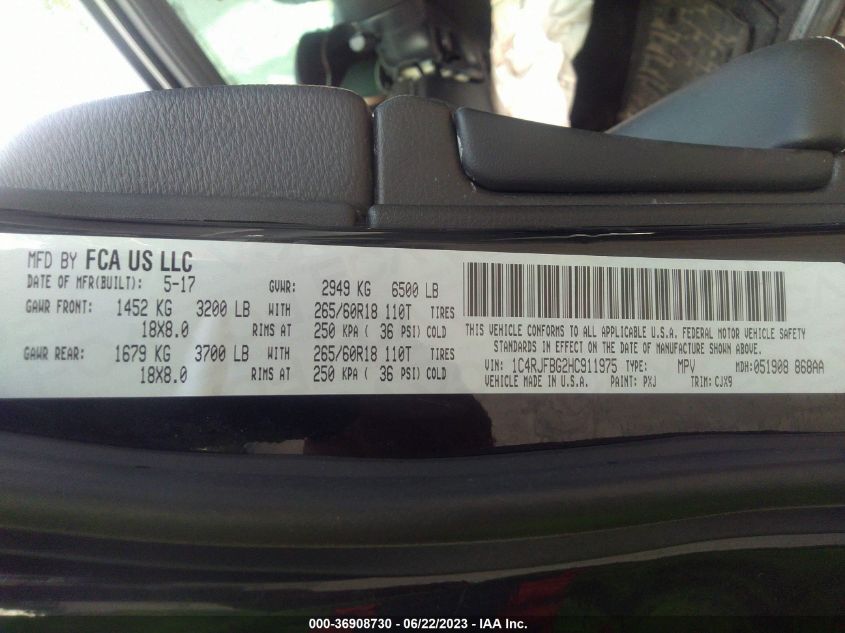 MFD BY FCA US LLC
DATE OF MFR(BUILT): 5-17 GVWR: 2949 KG 6500 LB
GAWR FRONT: 1452 KG 3200 LB WITH 265/60R18 110T TIRES
18X8.0 RIMS AT 250 KPA ( 36 PSI) COLD
GAWR REAR: 1679 KG 3700 LB WITH 265/60R18 110T TIRES
18X8.0 RIMS AT 250 KPA ( 36 PSI) COLD
THIS VEHICLE CONFORMS TO ALL APPLICABLE U.S.A. FEDERAL MOTOR VEHICLE SAFETY
STANDARDS IN EFFECT ON THE DATE OF MANUFACTURE SHOWN ABOVE.
VIN: 1C4RJFBG2HC911975 TYPE: MPV MDH:051908 868AA
VEHICLE MADE IN U.S.A. PAINT: PXJ TRIM: CJX9
000-36908730 - 06/22/2023 - IAA Inc.